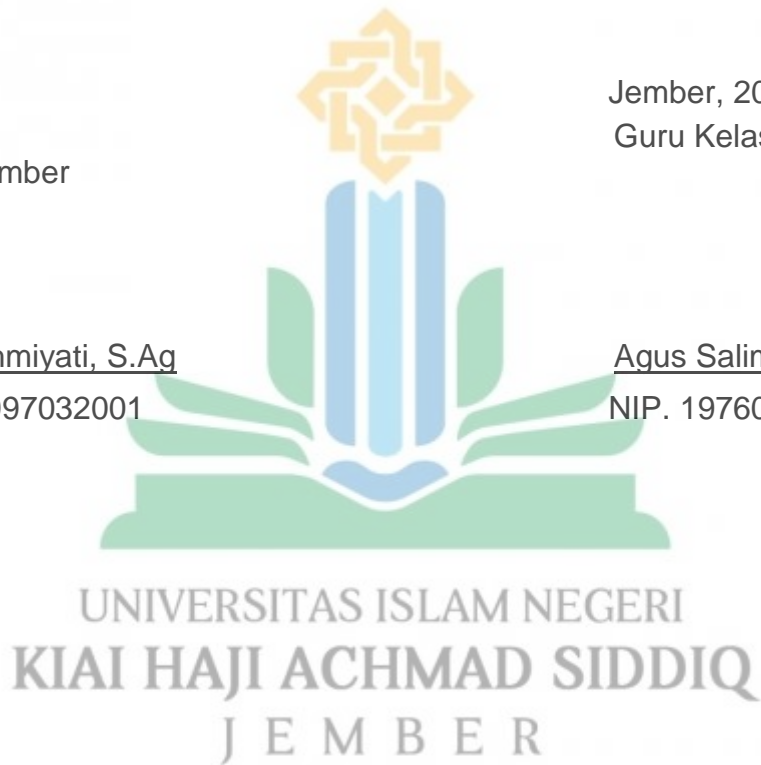 Jember, 20
Guru Kelas
mber
miyati, S.Ag
Agus Salim
997032001
NIP. 19760
UNIVERSITAS ISLAM NEGERI
KIAI HAJI ACHMAD SIDDIQ
JEMBER